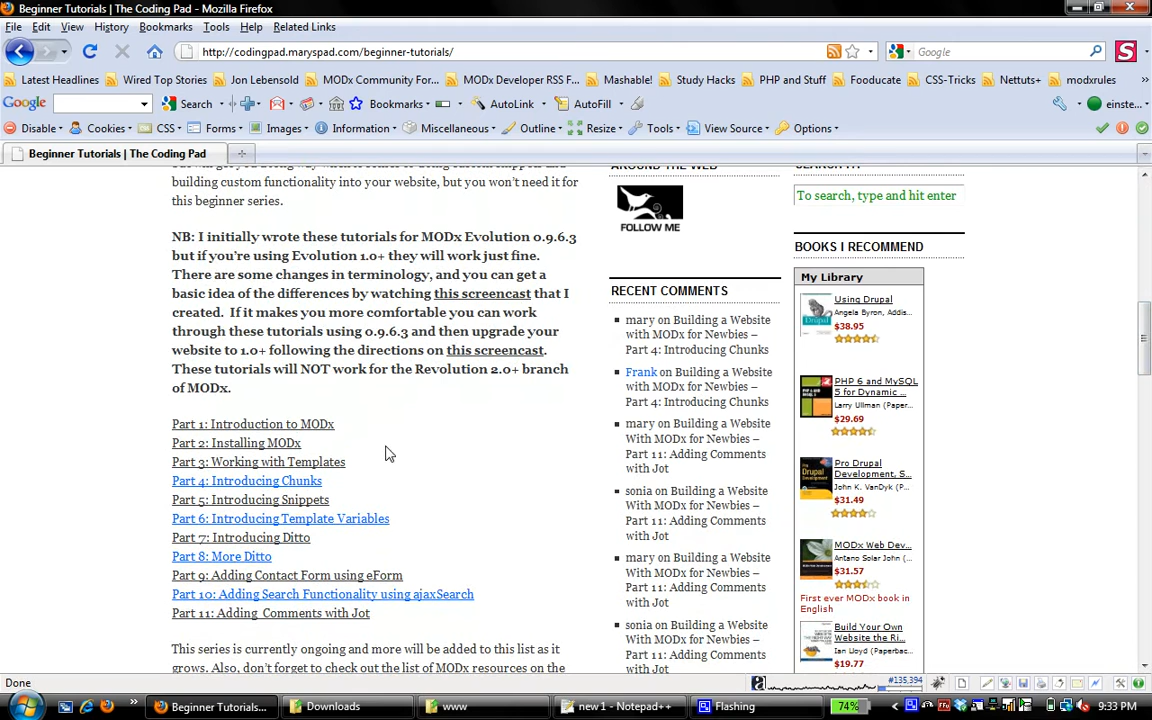 Beginner Tutorials | The Coding Pad - Mozilla Firefox
File Edit View History Bookmarks Tools Help Related Links
http://codingpad.maryspad.com/beginner-tutorials/
Google
Latest Headlines Wired Top Stories Jon Lebensold MODx Community For... MODx Developer RSS F... Mashable! Study Hacks PHP and Stuff Fooducate CSS-Tricks Nettuts+ modxrules
Google Search Bookmarks AutoLink AutoFill einste...
Disable Cookies CSS Forms Images Information Miscellaneous Outline Resize Tools View Source Options
Beginner Tutorials | The Coding Pad
building custom functionality into your website, but you won't need it for
this beginner series.
NB: I initially wrote these tutorials for MODx Evolution 0.9.6.3
but if you're using Evolution 1.0+ they will work just fine.
There are some changes in terminology, and you can get a
basic idea of the differences by watching this screencast that I
created. If it makes you more comfortable you can work
through these tutorials using 0.9.6.3 and then upgrade your
website to 1.0+ following the directions on this screencast.
These tutorials will NOT work for the Revolution 2.0+ branch
of MODx.
Part 1: Introduction to MODx
Part 2: Installing MODx
Part 3: Working with Templates
Part 4: Introducing Chunks
Part 5: Introducing Snippets
Part 6: Introducing Template Variables
Part 7: Introducing Ditto
Part 8: More Ditto
Part 9: Adding Contact Form using eForm
Part 10: Adding Search Functionality using ajaxSearch
Part 11: Adding Comments with Jot
This series is currently ongoing and more will be added to this list as it
grows. Also, don't forget to check out the list of MODx resources on the
AROUND THE WEB
FOLLOW ME
RECENT COMMENTS
mary on Building a Website
with MODx for Newbies –
Part 4: Introducing Chunks
Frank on Building a Website
with MODx for Newbies –
Part 4: Introducing Chunks
mary on Building a Website
With MODx for Newbies –
Part 11: Adding Comments
with Jot
sonia on Building a Website
With MODx for Newbies –
Part 11: Adding Comments
with Jot
mary on Building a Website
With MODx for Newbies –
Part 11: Adding Comments
with Jot
sonia on Building a Website
With MODx for Newbies –
Part 11: Adding Comments
with Jot
To search, type and hit enter
BOOKS I RECOMMEND
My Library
Using Drupal
Angela Byron, Addis...
$38.95
PHP 6 and MySQL
5 for Dynamic ...
Larry Ullman (Paper...
$29.69
Pro Drupal
Development, S...
John K. VanDyk (Pap...
$31.49
MODx Web Dev...
Antano Solar John (...
$31.57
First ever MODx book in
English
Build Your Own
Website the Ri...
Ian Lloyd (Paperbac...
$19.77
Done
#135,394
Beginner Tutorials... Downloads www new 1 - Notepad++ Flashing 74% 9:33 PM